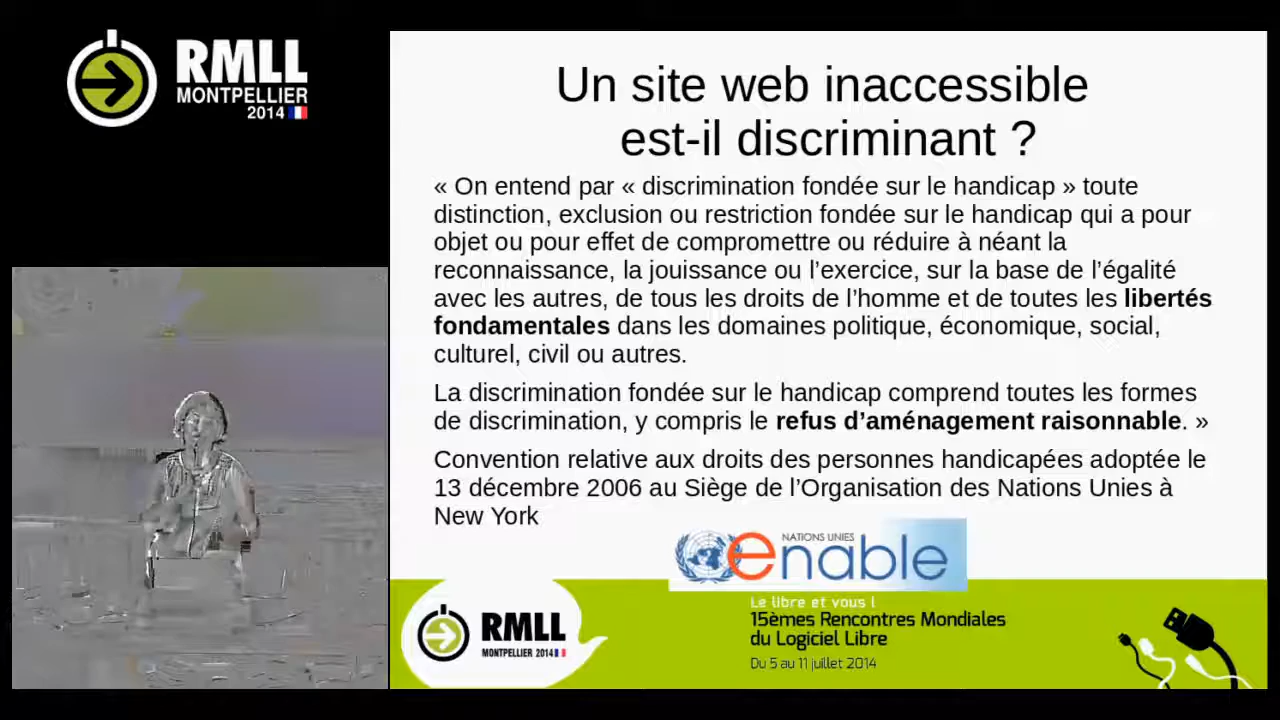 RMLL
MONTPELLIER
2014
Un site web inaccessible
est-il discriminant ?
« On entend par « discrimination fondée sur le handicap » toute
distinction, exclusion ou restriction fondée sur le handicap qui a pour
objet ou pour effet de compromettre ou réduire à néant la
reconnaissance, la jouissance ou l’exercice, sur la base de l’égalité
avec les autres, de tous les droits de l’homme et de toutes les libertés
fondamentales dans les domaines politique, économique, social,
culturel, civil ou autres.
La discrimination fondée sur le handicap comprend toutes les formes
de discrimination, y compris le refus d’aménagement raisonnable. »
Convention relative aux droits des personnes handicapées adoptée le
13 décembre 2006 au Siège de l’Organisation des Nations Unies à
New York
NATIONS UNIES
enable
RMLL
MONTPELLIER 2014
Le libre et vous !
15èmes Rencontres Mondiales
du Logiciel Libre
Du 5 au 11 juillet 2014